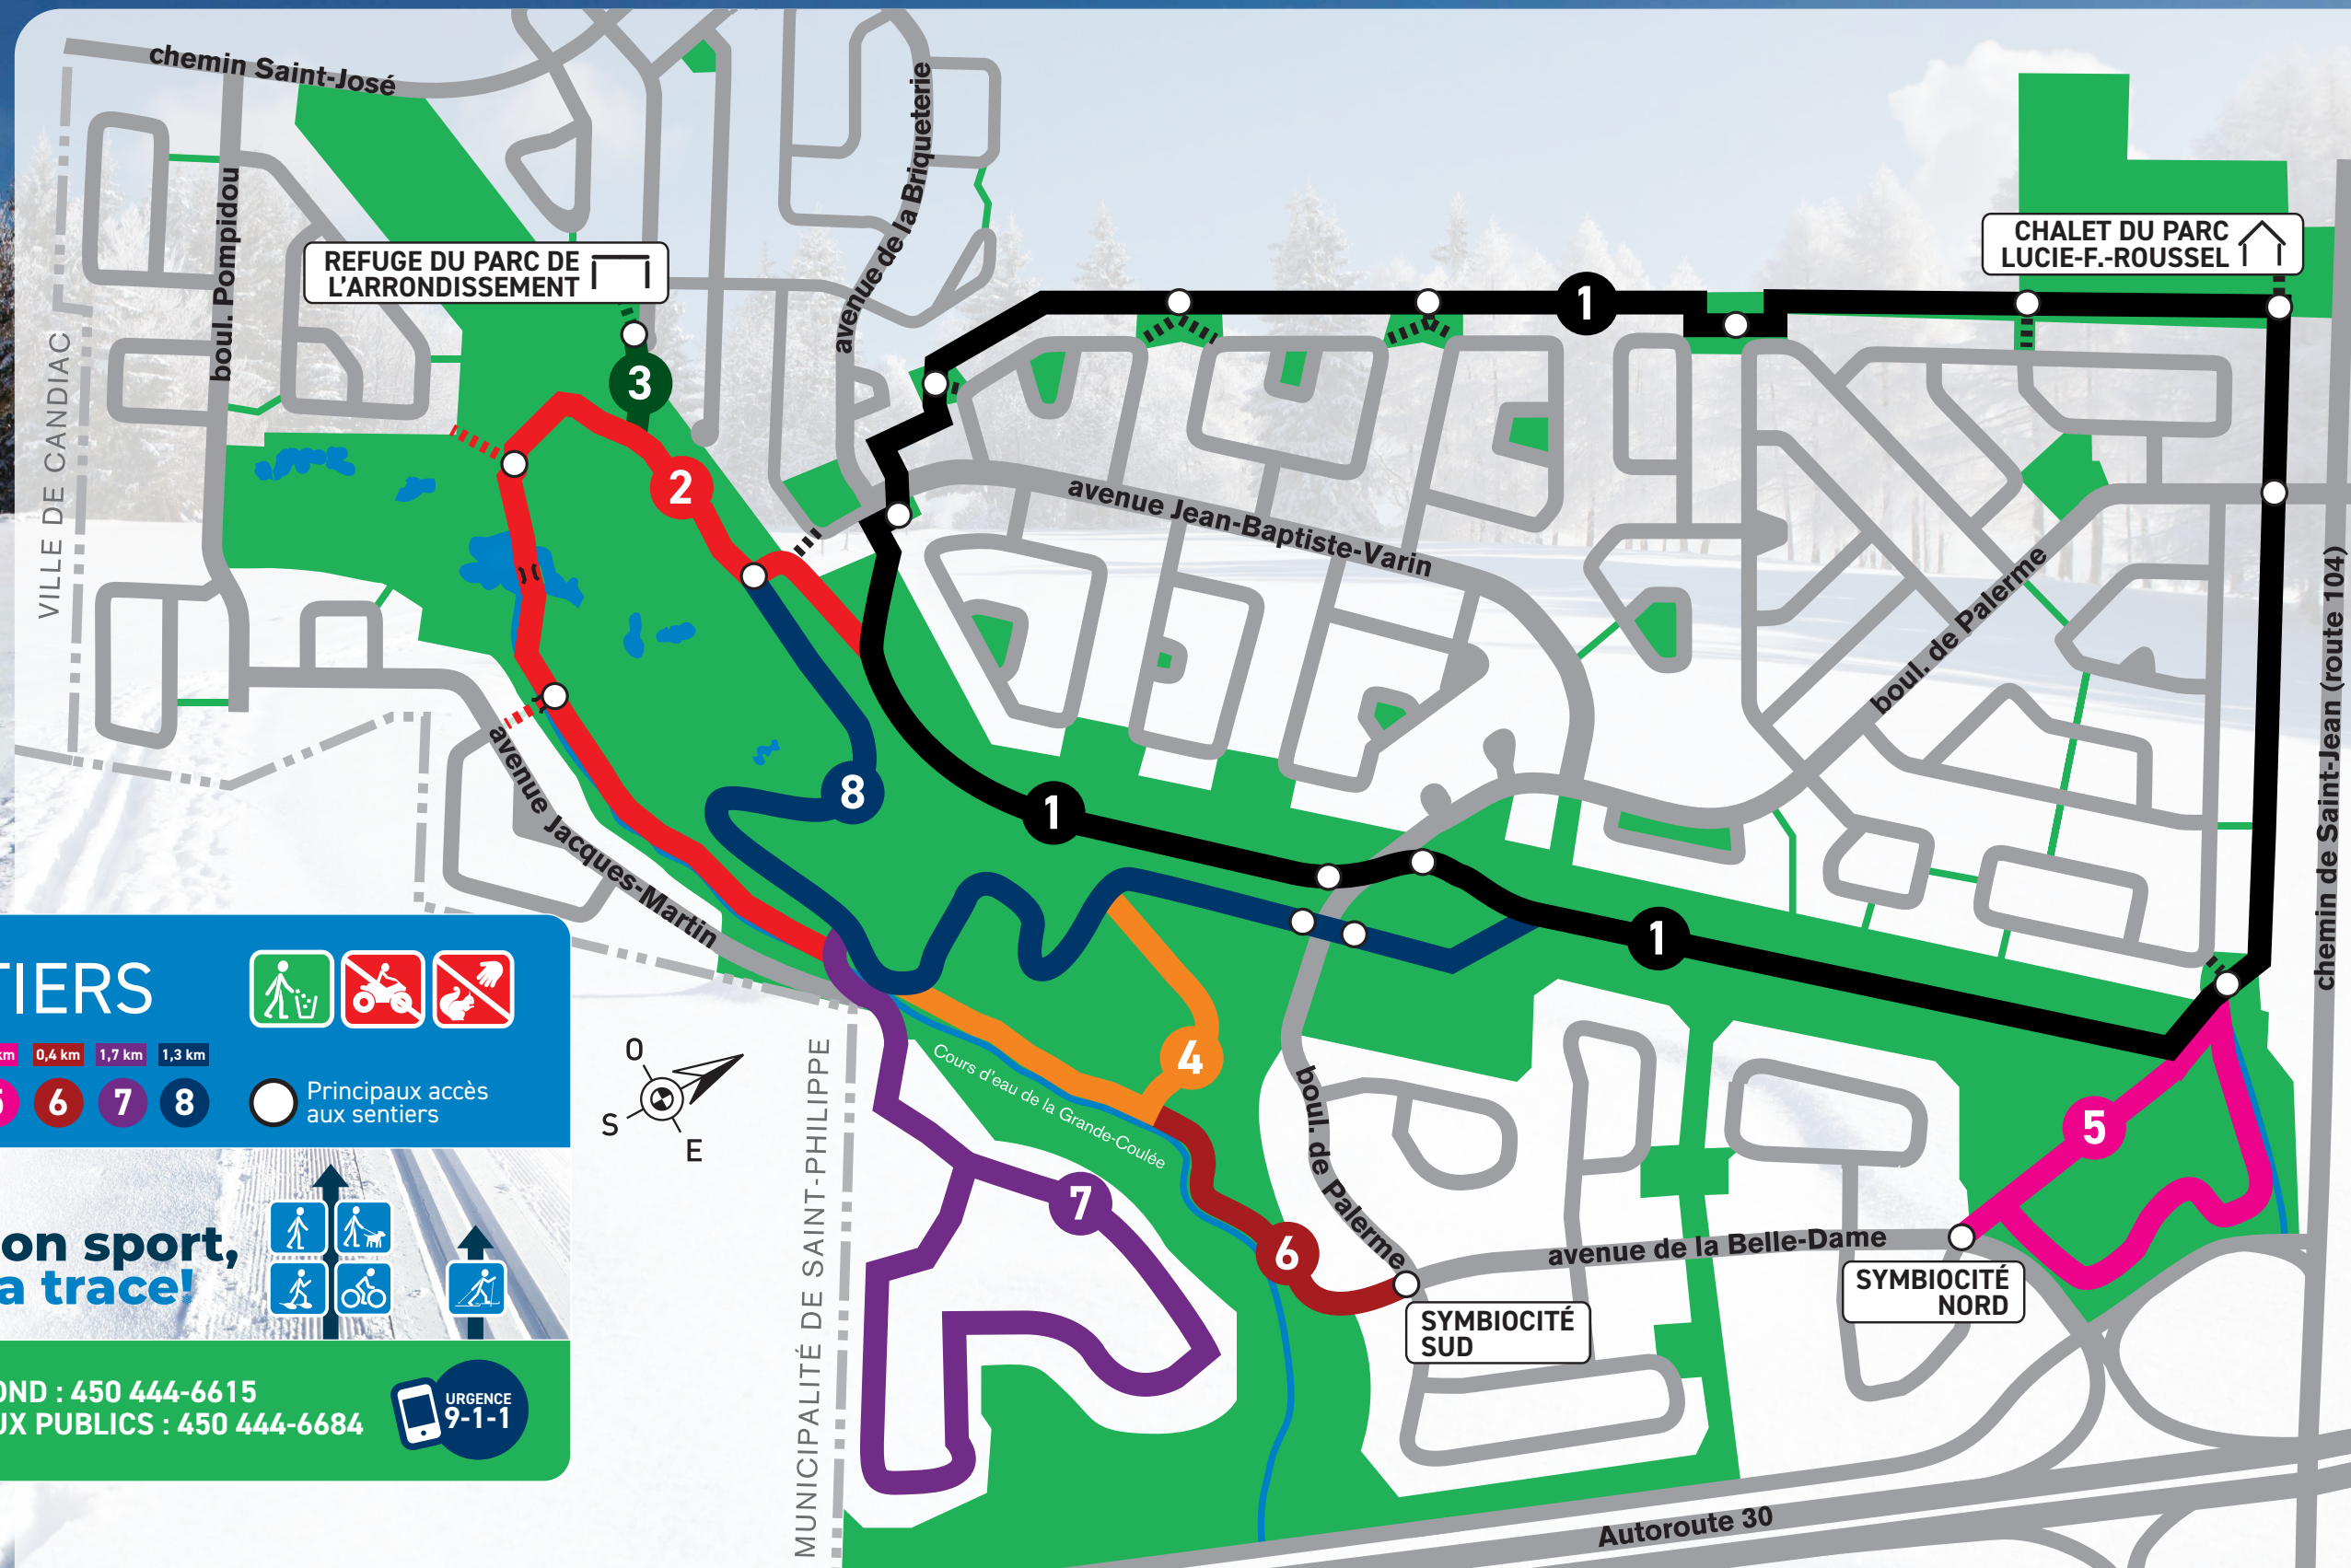 chemin Saint-José
boul. Pompidou
avenue de la Briqueterie
REFUGE DU PARC DE
L'ARRONDISSEMENT
CHALET DU PARC
LUCIE-F.-ROUSSEL
VILLE DE CANDIAC
1
3
2
avenue Jean-Baptiste-Varin
boul. de Palerme
chemin de Saint-Jean (route 104)
avenue Jacques-Martin
8
1
1
4
Cours d'eau de la Grande-Coulée
boul. de Palerme
5
7
6
avenue de la Belle-Dame
SYMBIOCITÉ
NORD
SYMBIOCITÉ
SUD
MUNICIPALITÉ DE SAINT-PHILIPPE
Autoroute 30
O
S
E
TIERS
km
0,4 km
1,7 km
1,3 km
5
6
7
8
Principaux accès
aux sentiers
on sport,
a trace!
OND : 450 444-6615
UX PUBLICS : 450 444-6684
URGENCE
9-1-1